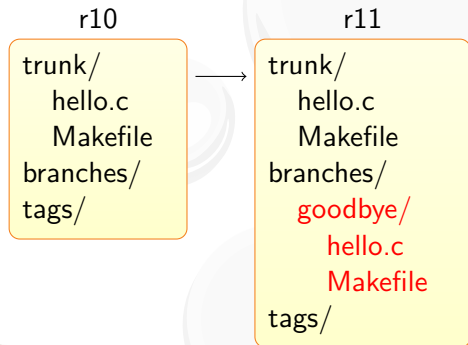 r10
trunk/
hello.c
Makefile
branches/
tags/
r11
trunk/
hello.c
Makefile
branches/
goodbye/
hello.c
Makefile
tags/